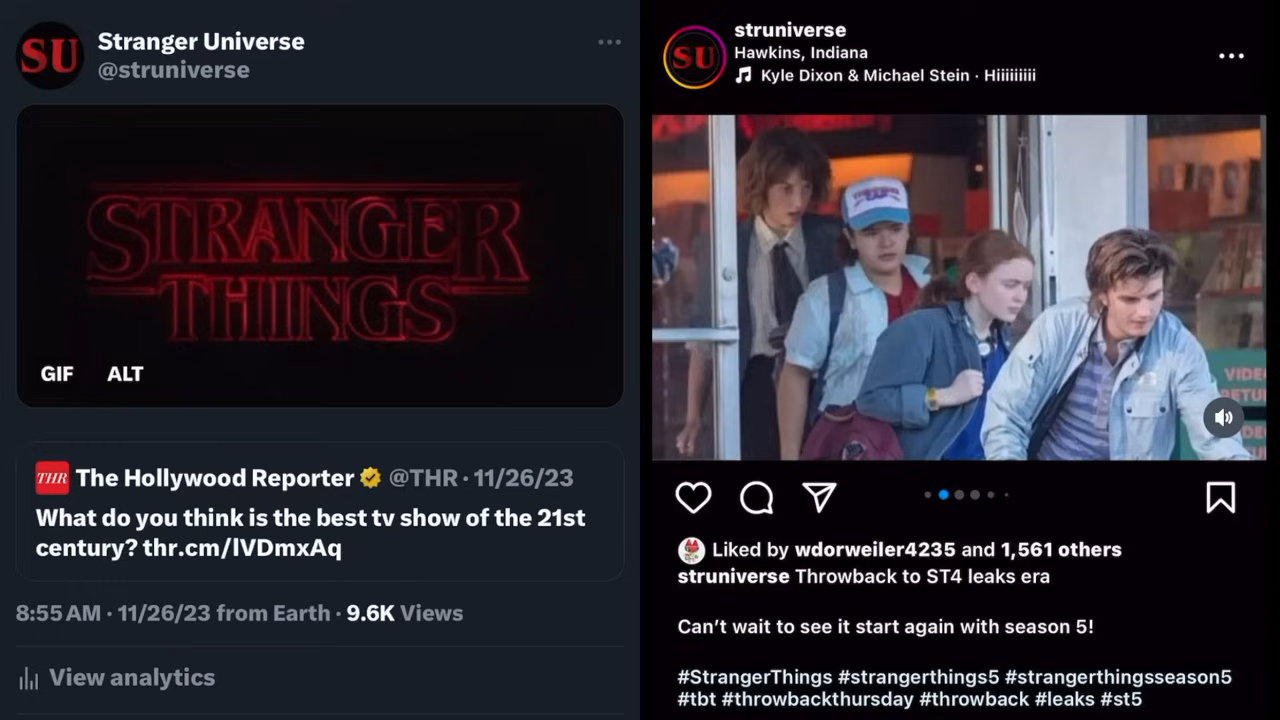 SU
Stranger Universe
@struniverse
STRANGER
THINGS
GIF ALT
THR The Hollywood Reporter @THR · 11/26/23
What do you think is the best tv show of the 21st
century? thr.cm/lVDmxAq
8:55 AM · 11/26/23 from Earth · 9.6K Views
View analytics
SU
struniverse
Hawkins, Indiana
Kyle Dixon & Michael Stein · Hiiiiiiiii
VIDEO
Liked by wdorweiler4235 and 1,561 others
struniverse Throwback to ST4 leaks era
Can’t wait to see it start again with season 5!
#StrangerThings #strangerthings5 #strangerthingsseason5
#tbt #throwbackthursday #throwback #leaks #st5